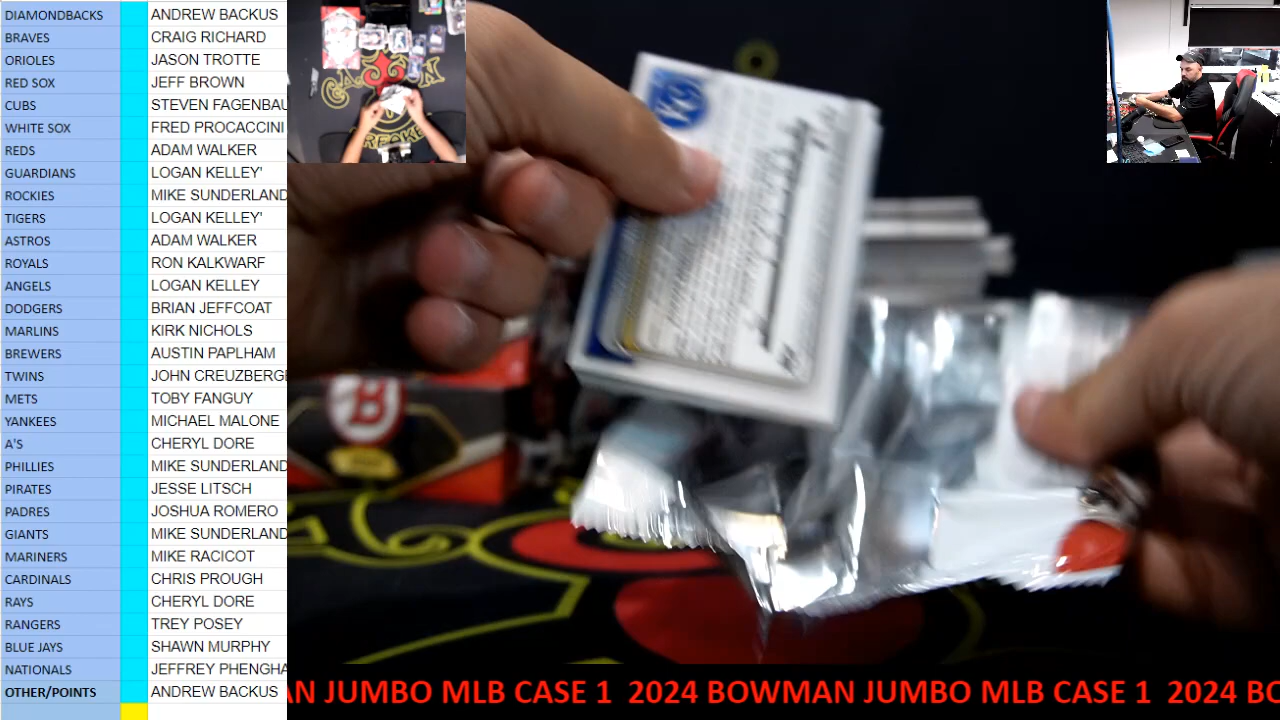 DIAMONDBACKS ANDREW BACKUS
BRAVES CRAIG RICHARD
ORIOLES JASON TROTTE
RED SOX JEFF BROWN
CUBS STEVEN FAGENBAU
WHITE SOX FRED PROCACCINI
REDS ADAM WALKER
GUARDIANS LOGAN KELLEY'
ROCKIES MIKE SUNDERLAND
TIGERS LOGAN KELLEY'
ASTROS ADAM WALKER
ROYALS RON KALKWARF
ANGELS LOGAN KELLEY
DODGERS BRIAN JEFFCOAT
MARLINS KIRK NICHOLS
BREWERS AUSTIN PAPLHAM
TWINS JOHN CREUZBERGE
METS TOBY FANGUY
YANKEES MICHAEL MALONE
A'S CHERYL DORE
PHILLIES MIKE SUNDERLAND
PIRATES JESSE LITSCH
PADRES JOSHUA ROMERO
GIANTS MIKE SUNDERLAND
MARINERS MIKE RACICOT
CARDINALS CHRIS PROUGH
RAYS CHERYL DORE
RANGERS TREY POSEY
BLUE JAYS SHAWN MURPHY
NATIONALS JEFFREY PHENGHA
OTHER/POINTS ANDREW BACKUS
B
AN JUMBO MLB CASE 1 2024 BOWMAN JUMBO MLB CASE 1 2024 BO